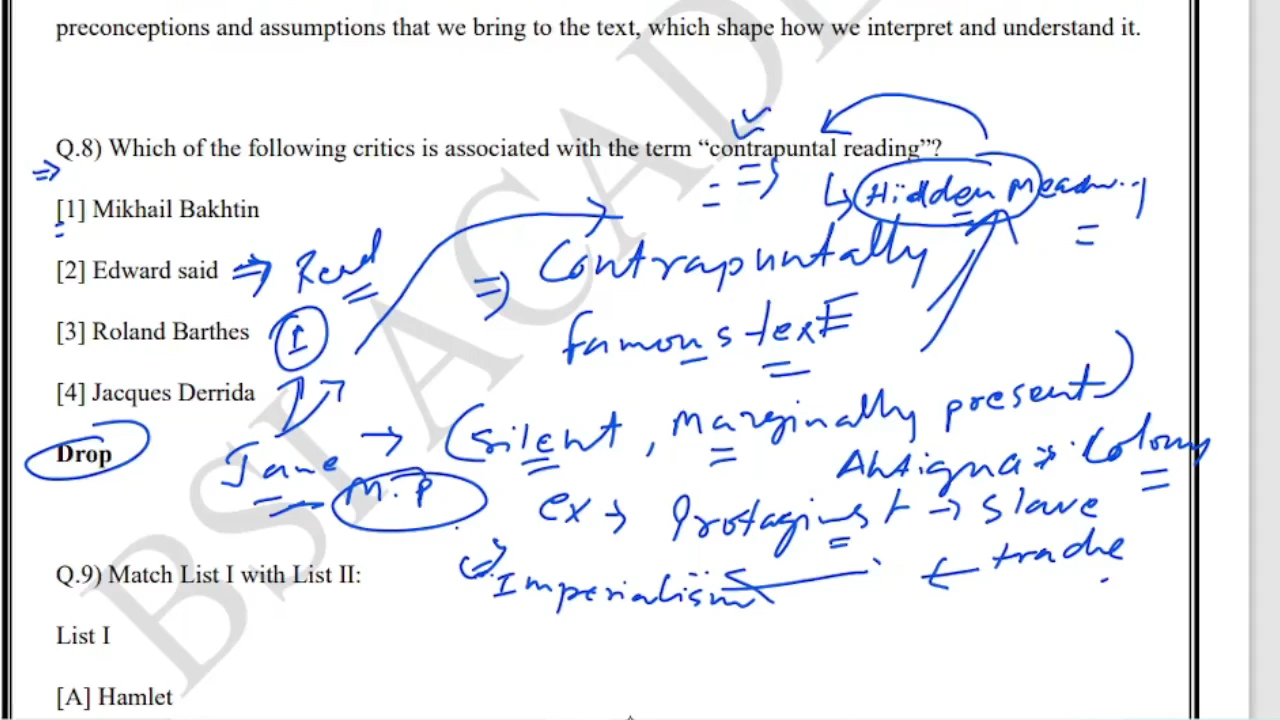 preconceptions and assumptions that we bring to the text, which shape how we interpret and understand it.
Q.8) Which of the following critics is associated with the term “contrapuntal reading”?
Hidden Meaning
[1] Mikhail Bakhtin
Contrapuntally
[2] Edward said ⇒ Read
famous text
[3] Roland Barthes
I
[4] Jacques Derrida
(silent, marginally present)
Drop
Jane
M.P
Antigua → Colony
ex → Protaginist → slave
trade
Imperialism
Q.9) Match List I with List II:
List I
[A] Hamlet
BSI ACADE